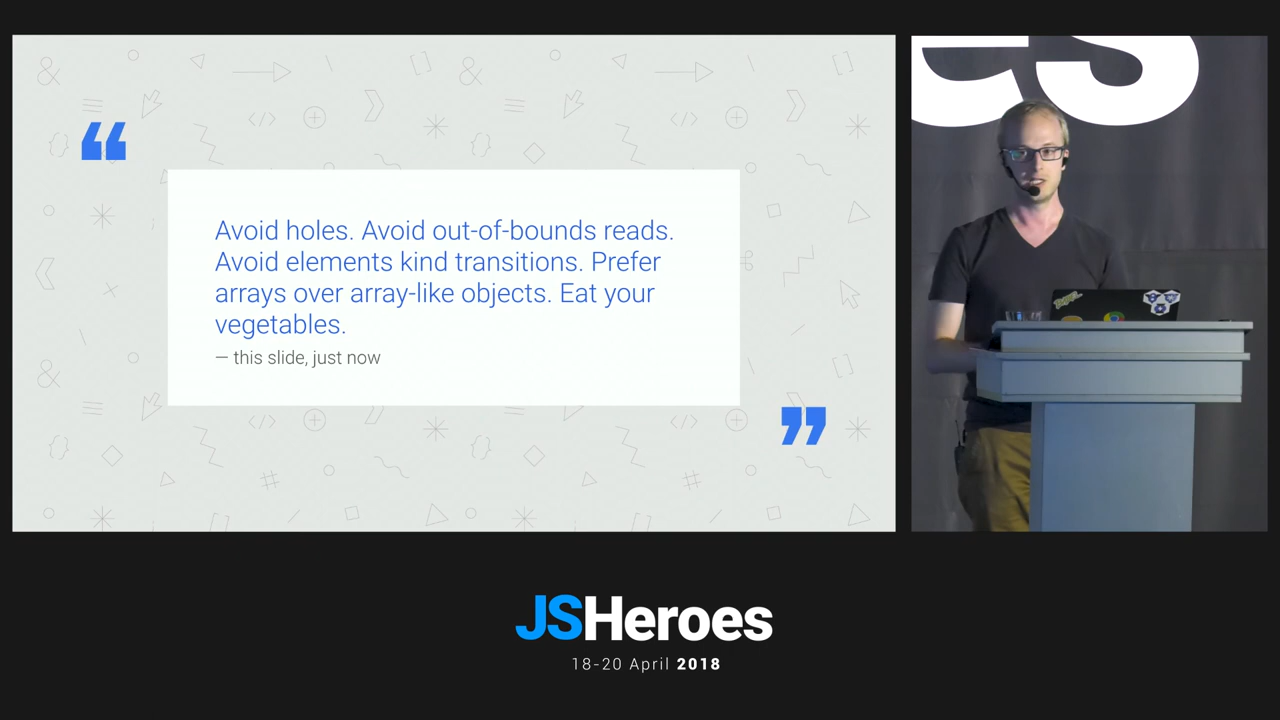 “
Avoid holes. Avoid out-of-bounds reads.
Avoid elements kind transitions. Prefer
arrays over array-like objects. Eat your
vegetables.
— this slide, just now
”
es
JSHeroes
18-20 April 2018